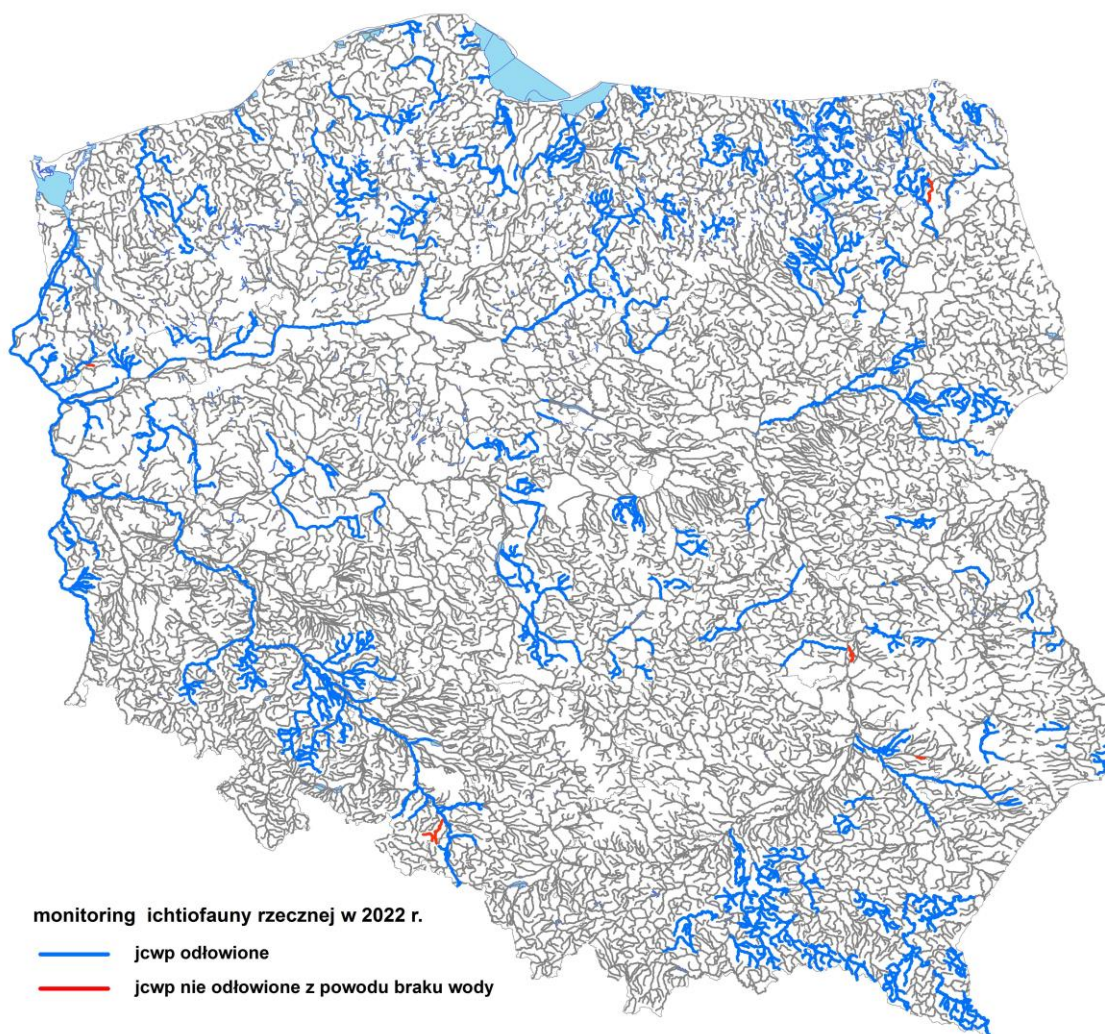 monitoring ichtiofauny rzecznej w 2022 r.
jcwp odłowione
jcwp nie odłowione z powodu braku wody